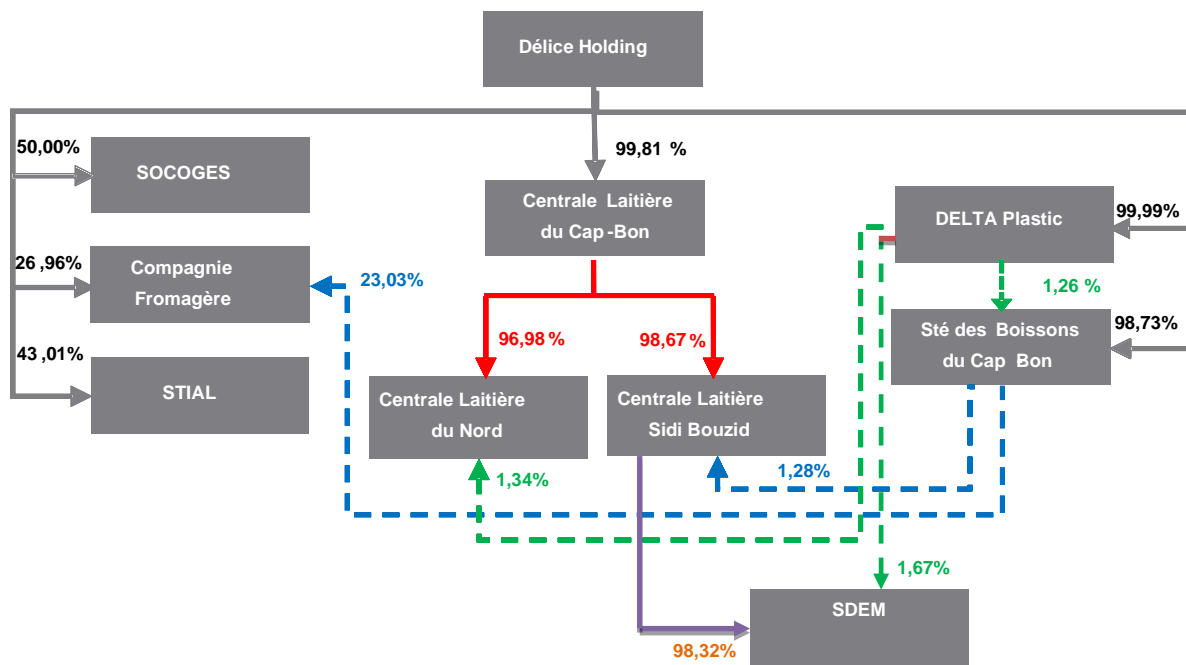 Délice Holding
50,00%
SOCOGES
99,81 %
Centrale Laitière
du Cap-Bon
DELTA Plastic
99,99%
26 ,96%
Compagnie
Fromagère
23,03%
1,26 %
96,98 %
98,67 %
Sté des Boissons
du Cap Bon
98,73%
43 ,01%
STIAL
Centrale Laitière
du Nord
Centrale Laitière
Sidi Bouzid
1,34%
1,28%
1,67%
SDEM
98,32%